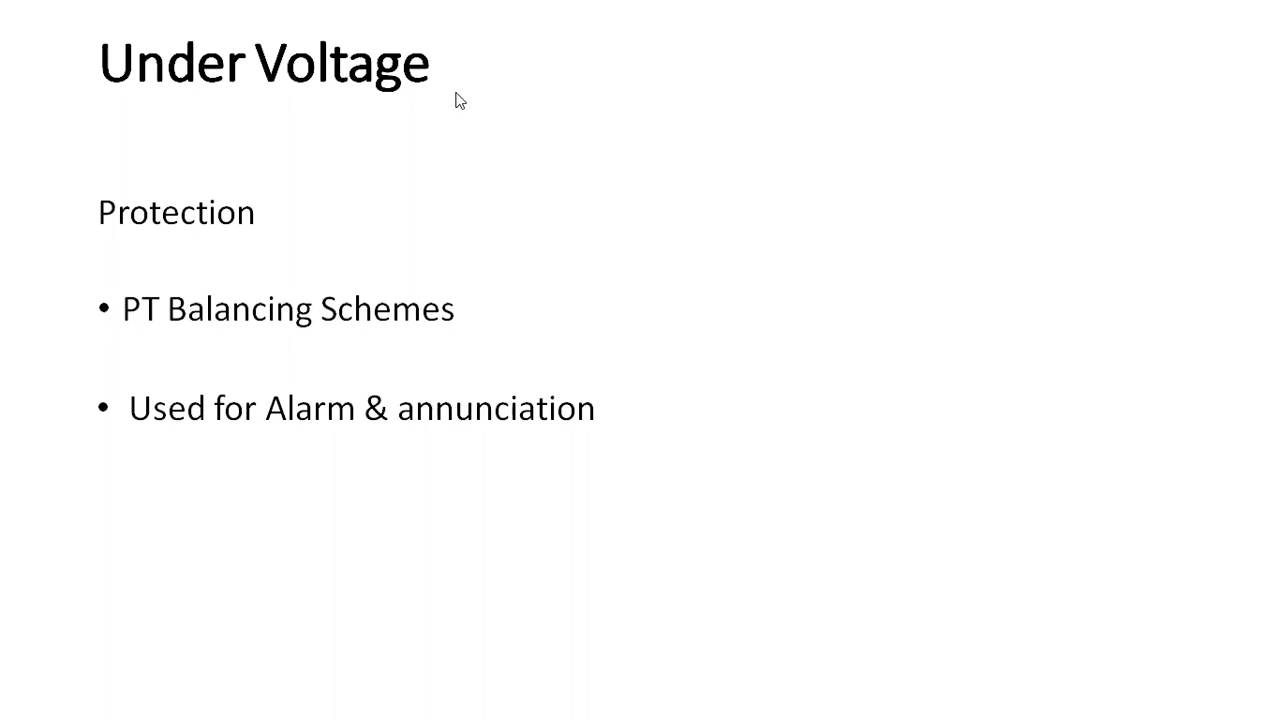 Under Voltage
Protection
• PT Balancing Schemes
• Used for Alarm & annunciation